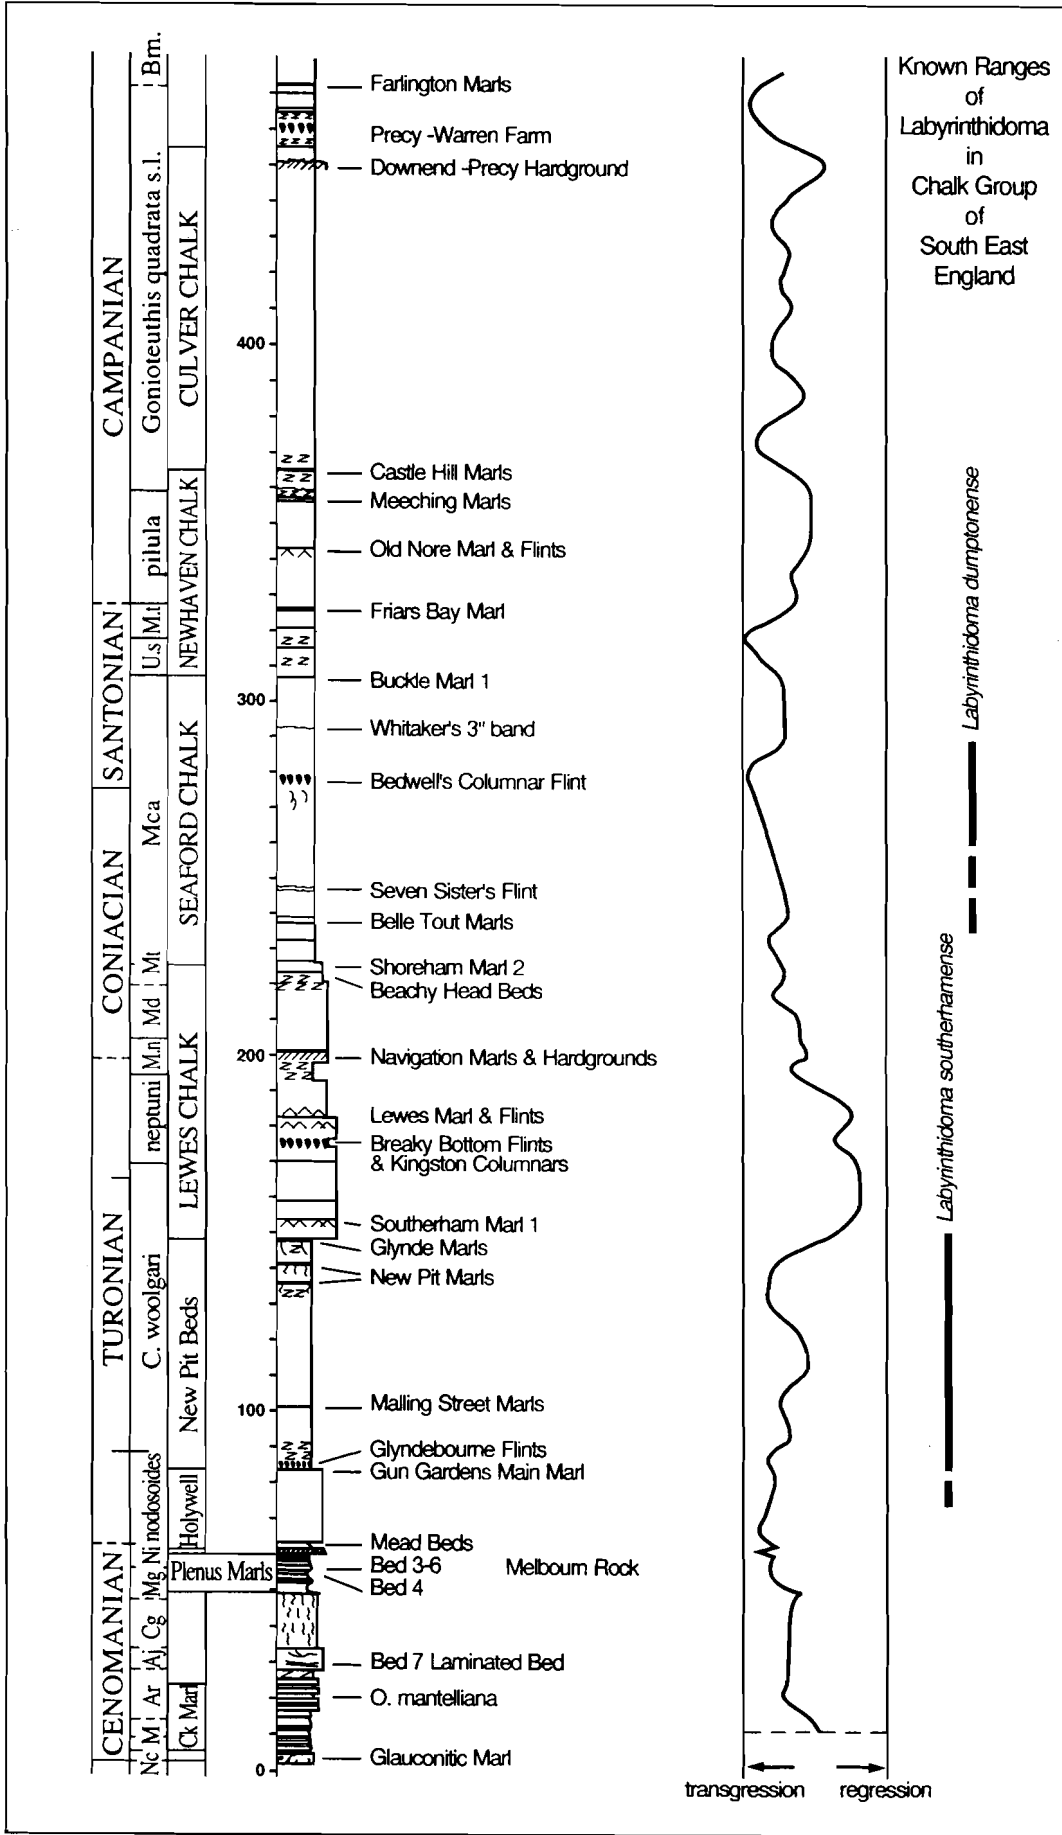 Known Ranges
of
Labyrinthidoma
in
Chalk Group
of
South East
England
CAMPANIAN
SANTONIAN
CONIACIAN
TURONIAN
CENOMANIAN
Bm.
Gonioteuthis quadrata s.l.
pilula
M.t
U.s
Mca
Mt
Md
M.n
neptuni
C. woolgari
nodosoides
Ni
Mg
Cg
Aj
Ar
M
Nc
CULVER CHALK
NEWHAVEN CHALK
SEAFORD CHALK
LEWES CHALK
New Pit Beds
Holywell
Plenus Marls
Ck Marl
400
300
200
100
0
Farlington Marls
Precy -Warren Farm
Downend -Precy Hardground
Castle Hill Marls
Meeching Marls
Old Nore Marl & Flints
Friars Bay Marl
Buckle Marl 1
Whitaker's 3" band
Bedwell's Columnar Flint
Seven Sister's Flint
Belle Tout Marls
Shoreham Marl 2
Beachy Head Beds
Navigation Marls & Hardgrounds
Lewes Marl & Flints
Breaky Bottom Flints
& Kingston Columnars
Southerham Marl 1
Glynde Marls
New Pit Marls
Malling Street Marls
Glyndebourne Flints
Gun Gardens Main Marl
Mead Beds
Bed 3-6
Melbourn Rock
Bed 4
Bed 7 Laminated Bed
O. mantelliana
Glauconitic Marl
Labyrinthidoma dumptonense
Labyrinthidoma southerhamense
transgression
regression